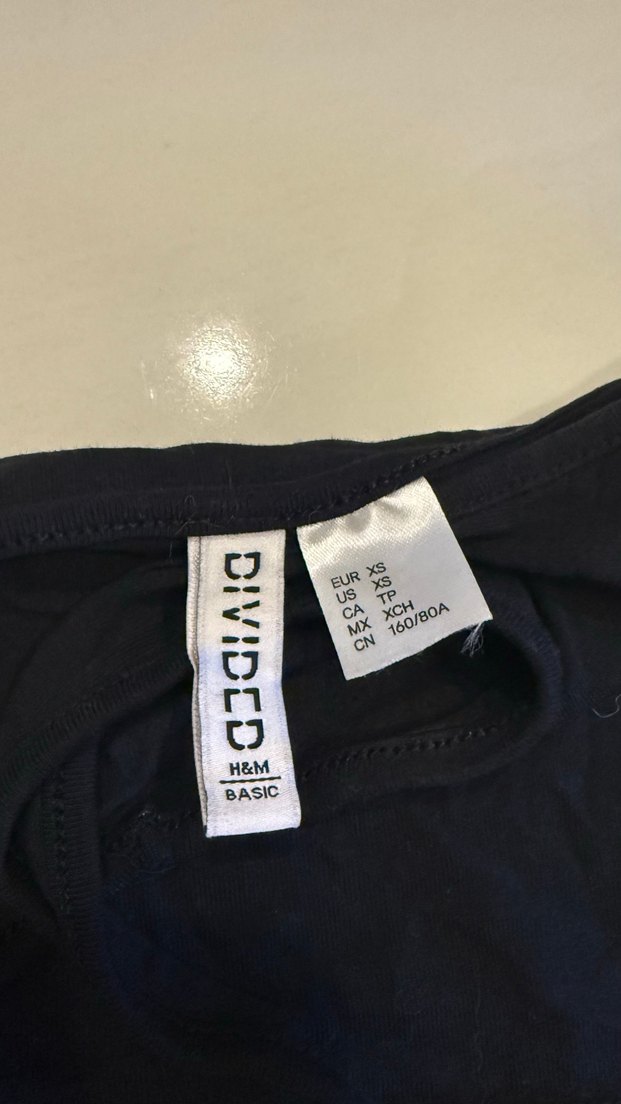 DIVIDED
H&M
BASIC
EUR XS
US XS
CA TP
MX XCH
CN 160/80A